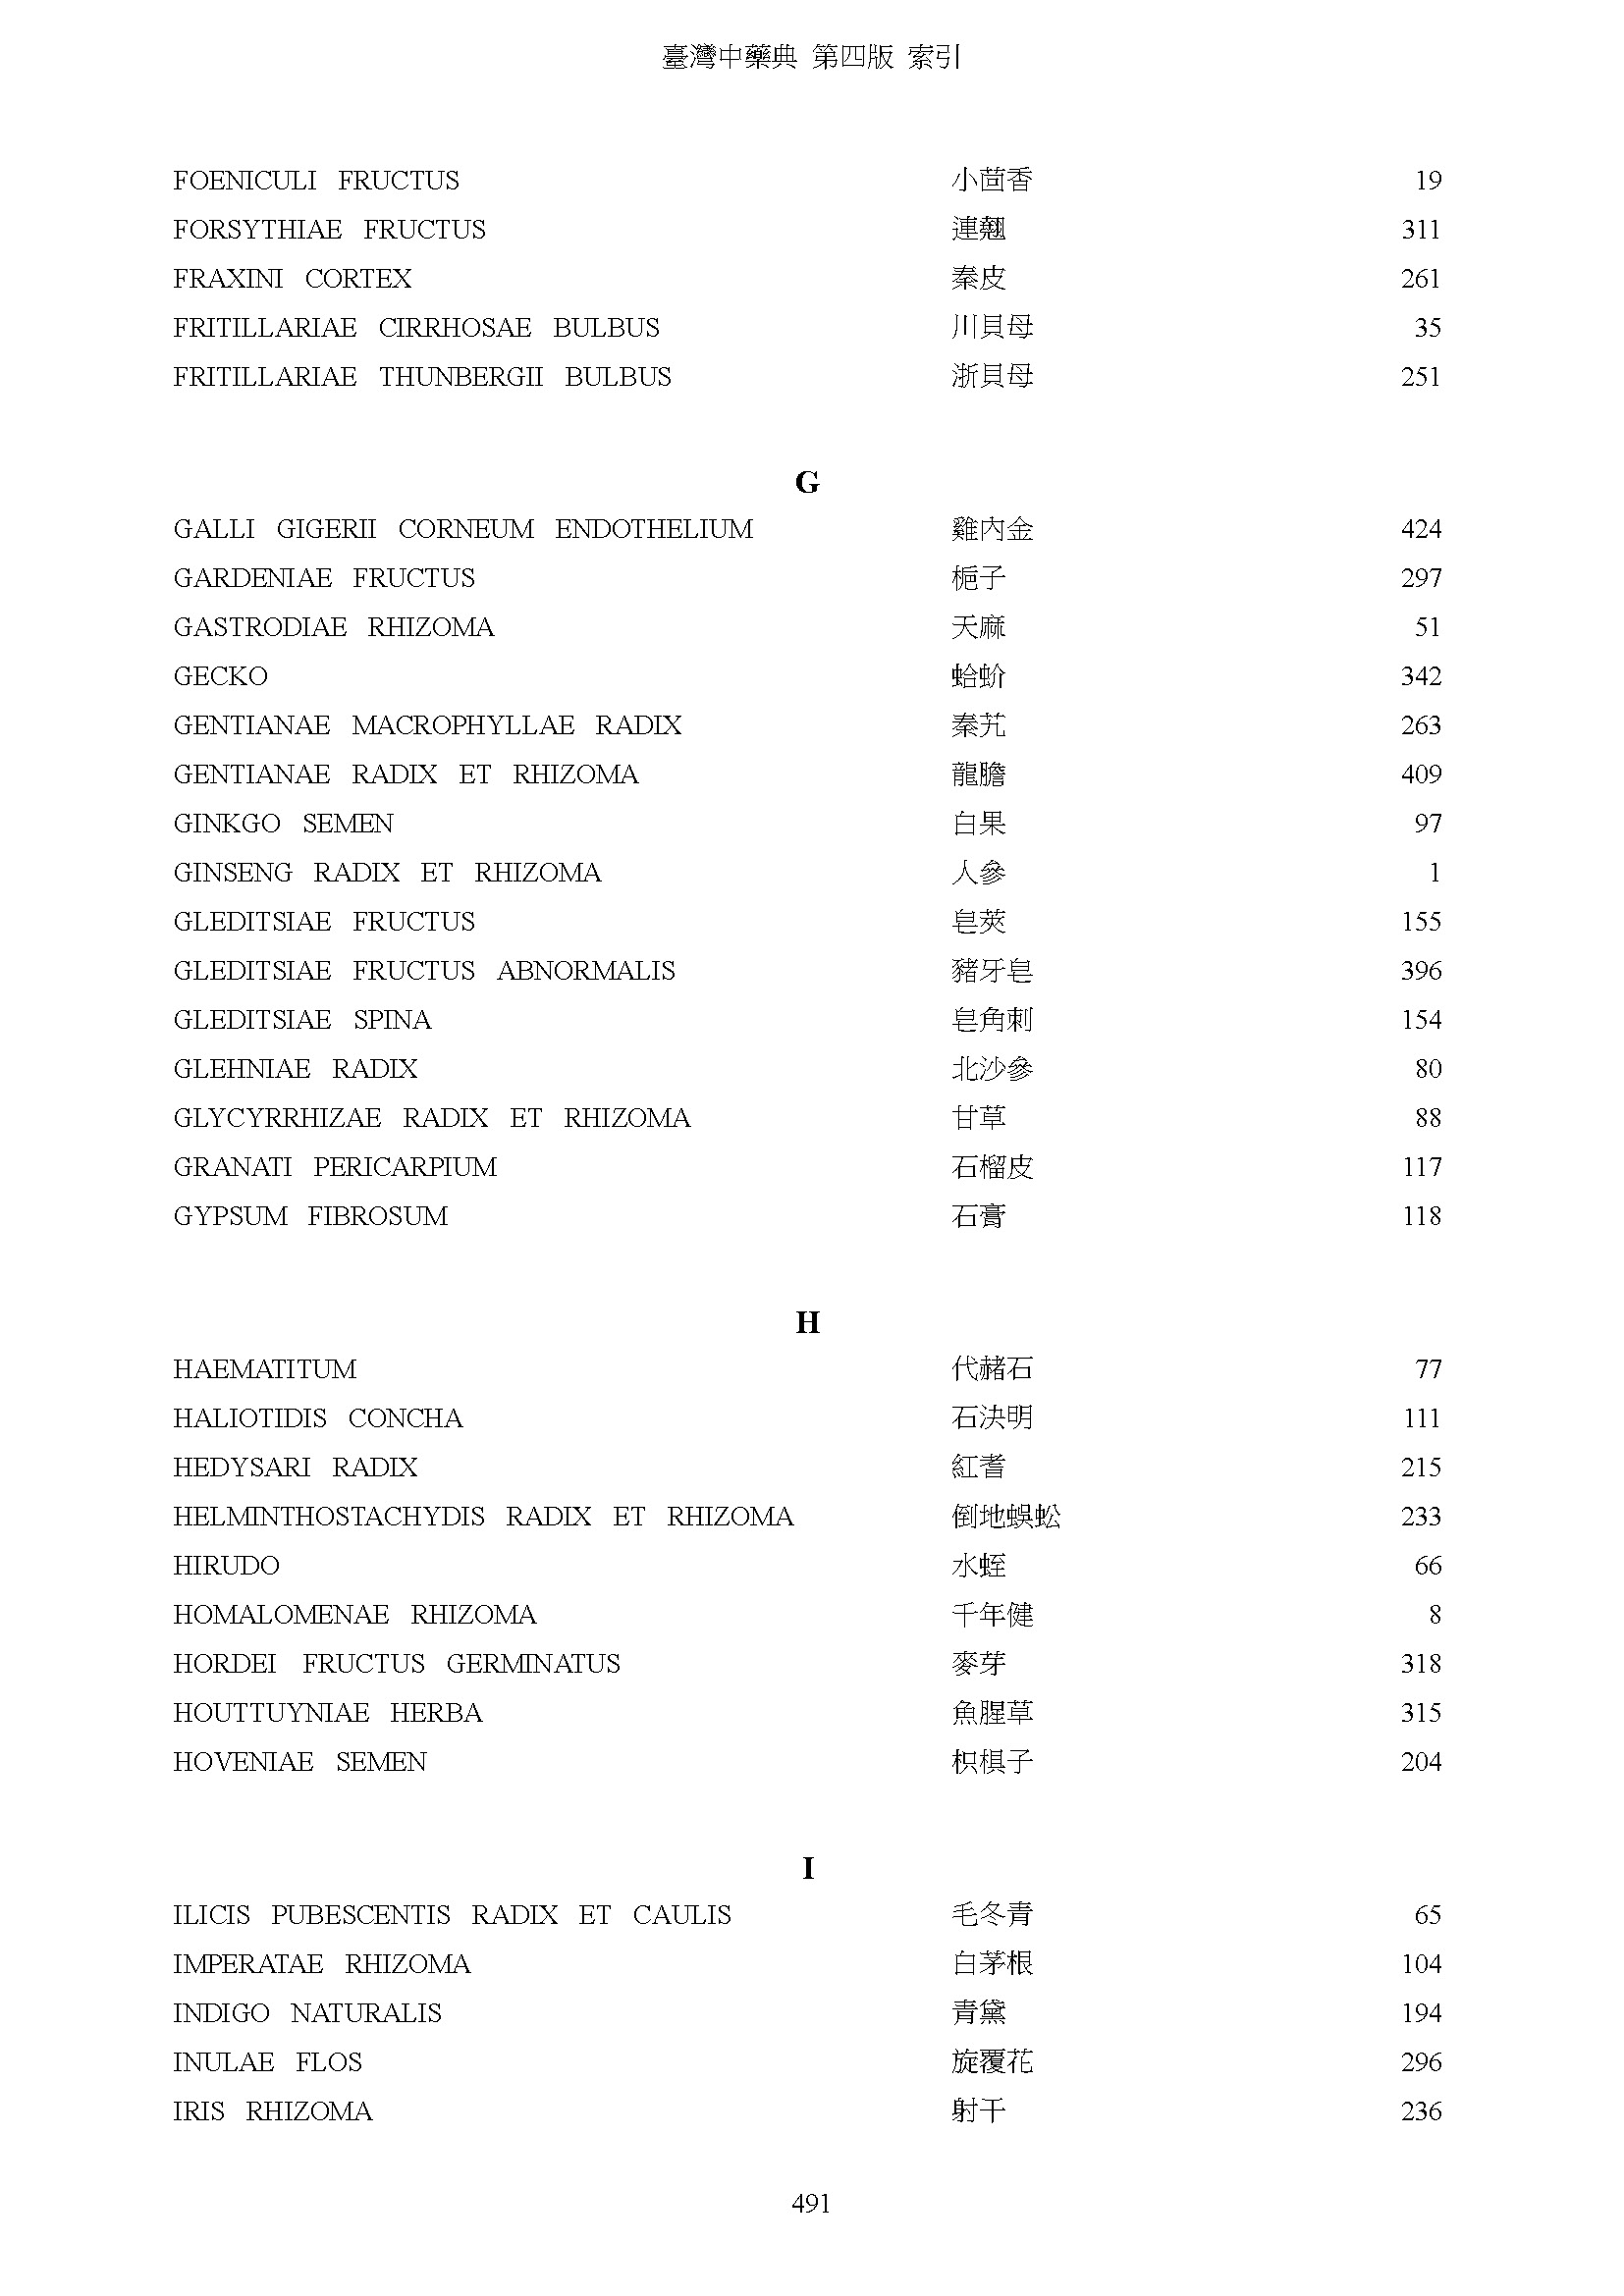 臺灣中藥典 第四版 索引
FOENICULI FRUCTUS 小茴香 19
FORSYTHIAE FRUCTUS 連翹 311
FRAXINI CORTEX 秦皮 261
FRITILLARIAE CIRRHOSAE BULBUS 川貝母 35
FRITILLARIAE THUNBERGII BULBUS 浙貝母 251
G
GALLI GIGERII CORNEUM ENDOTHELIUM 雞內金 424
GARDENIAE FRUCTUS 梔子 297
GASTRODIAE RHIZOMA 天麻 51
GECKO 蛤蚧 342
GENTIANAE MACROPHYLLAE RADIX 秦艽 263
GENTIANAE RADIX ET RHIZOMA 龍膽 409
GINKGO SEMEN 白果 97
GINSENG RADIX ET RHIZOMA 人參 1
GLEDITSIAE FRUCTUS 皂莢 155
GLEDITSIAE FRUCTUS ABNORMALIS 豬牙皂 396
GLEDITSIAE SPINA 皂角刺 154
GLEHNIAE RADIX 北沙參 80
GLYCYRRHIZAE RADIX ET RHIZOMA 甘草 88
GRANATI PERICARPIUM 石榴皮 117
GYPSUM FIBROSUM 石膏 118
H
HAEMATITUM 代赭石 77
HALIOTIDIS CONCHA 石決明 111
HEDYSARI RADIX 紅耆 215
HELMINTHOSTACHYDIS RADIX ET RHIZOMA 倒地蜈蚣 233
HIRUDO 水蛭 66
HOMALOMENAE RHIZOMA 千年健 8
HORDEI FRUCTUS GERMINATUS 麥芽 318
HOUTTUYNIAE HERBA 魚腥草 315
HOVENIAE SEMEN 枳椇子 204
I
ILICIS PUBESCENTIS RADIX ET CAULIS 毛冬青 65
IMPERATAE RHIZOMA 白茅根 104
INDIGO NATURALIS 青黛 194
INULAE FLOS 旋覆花 296
IRIS RHIZOMA 射干 236
491